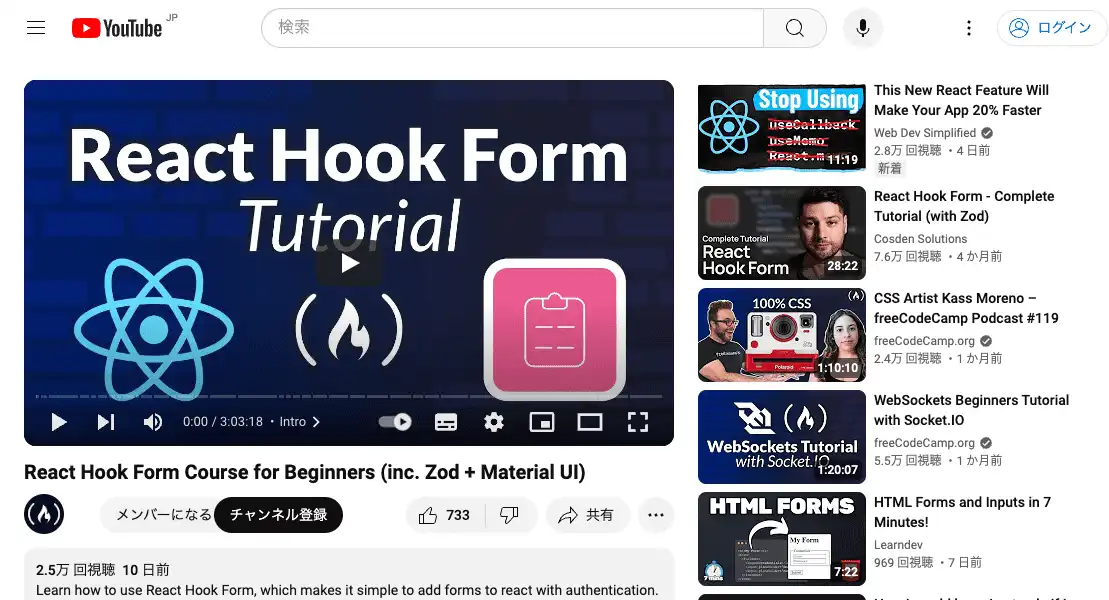 YouTube JP
検索
ログイン
React Hook Form
Tutorial
0:00 / 3:03:18 • Intro
React Hook Form Course for Beginners (inc. Zod + Material UI)
メンバーになる
チャンネル登録
733
共有
2.5万 回視聴 10 日前
Learn how to use React Hook Form, which makes it simple to add forms to react with authentication.
Stop Using
useCallback
useMemo
11:19
This New React Feature Will
Make Your App 20% Faster
Web Dev Simplified
2.8万 回視聴 • 4 日前
新着
Complete Tutorial
React
Hook Form
28:22
React Hook Form - Complete
Tutorial (with Zod)
Cosden Solutions
7.6万 回視聴 • 4 か月前
100% CSS
Polaroid
1:10:10
CSS Artist Kass Moreno –
freeCodeCamp Podcast #119
freeCodeCamp.org
2.4万 回視聴 • 1 か月前
WebSockets Tutorial
with Socket.IO
1:20:07
WebSockets Beginners Tutorial
with Socket.IO
freeCodeCamp.org
5.5万 回視聴 • 1 か月前
HTML FORMS
My Form
7 mins
7:22
HTML Forms and Inputs in 7
Minutes!
Learndev
969 回視聴 • 7 日前